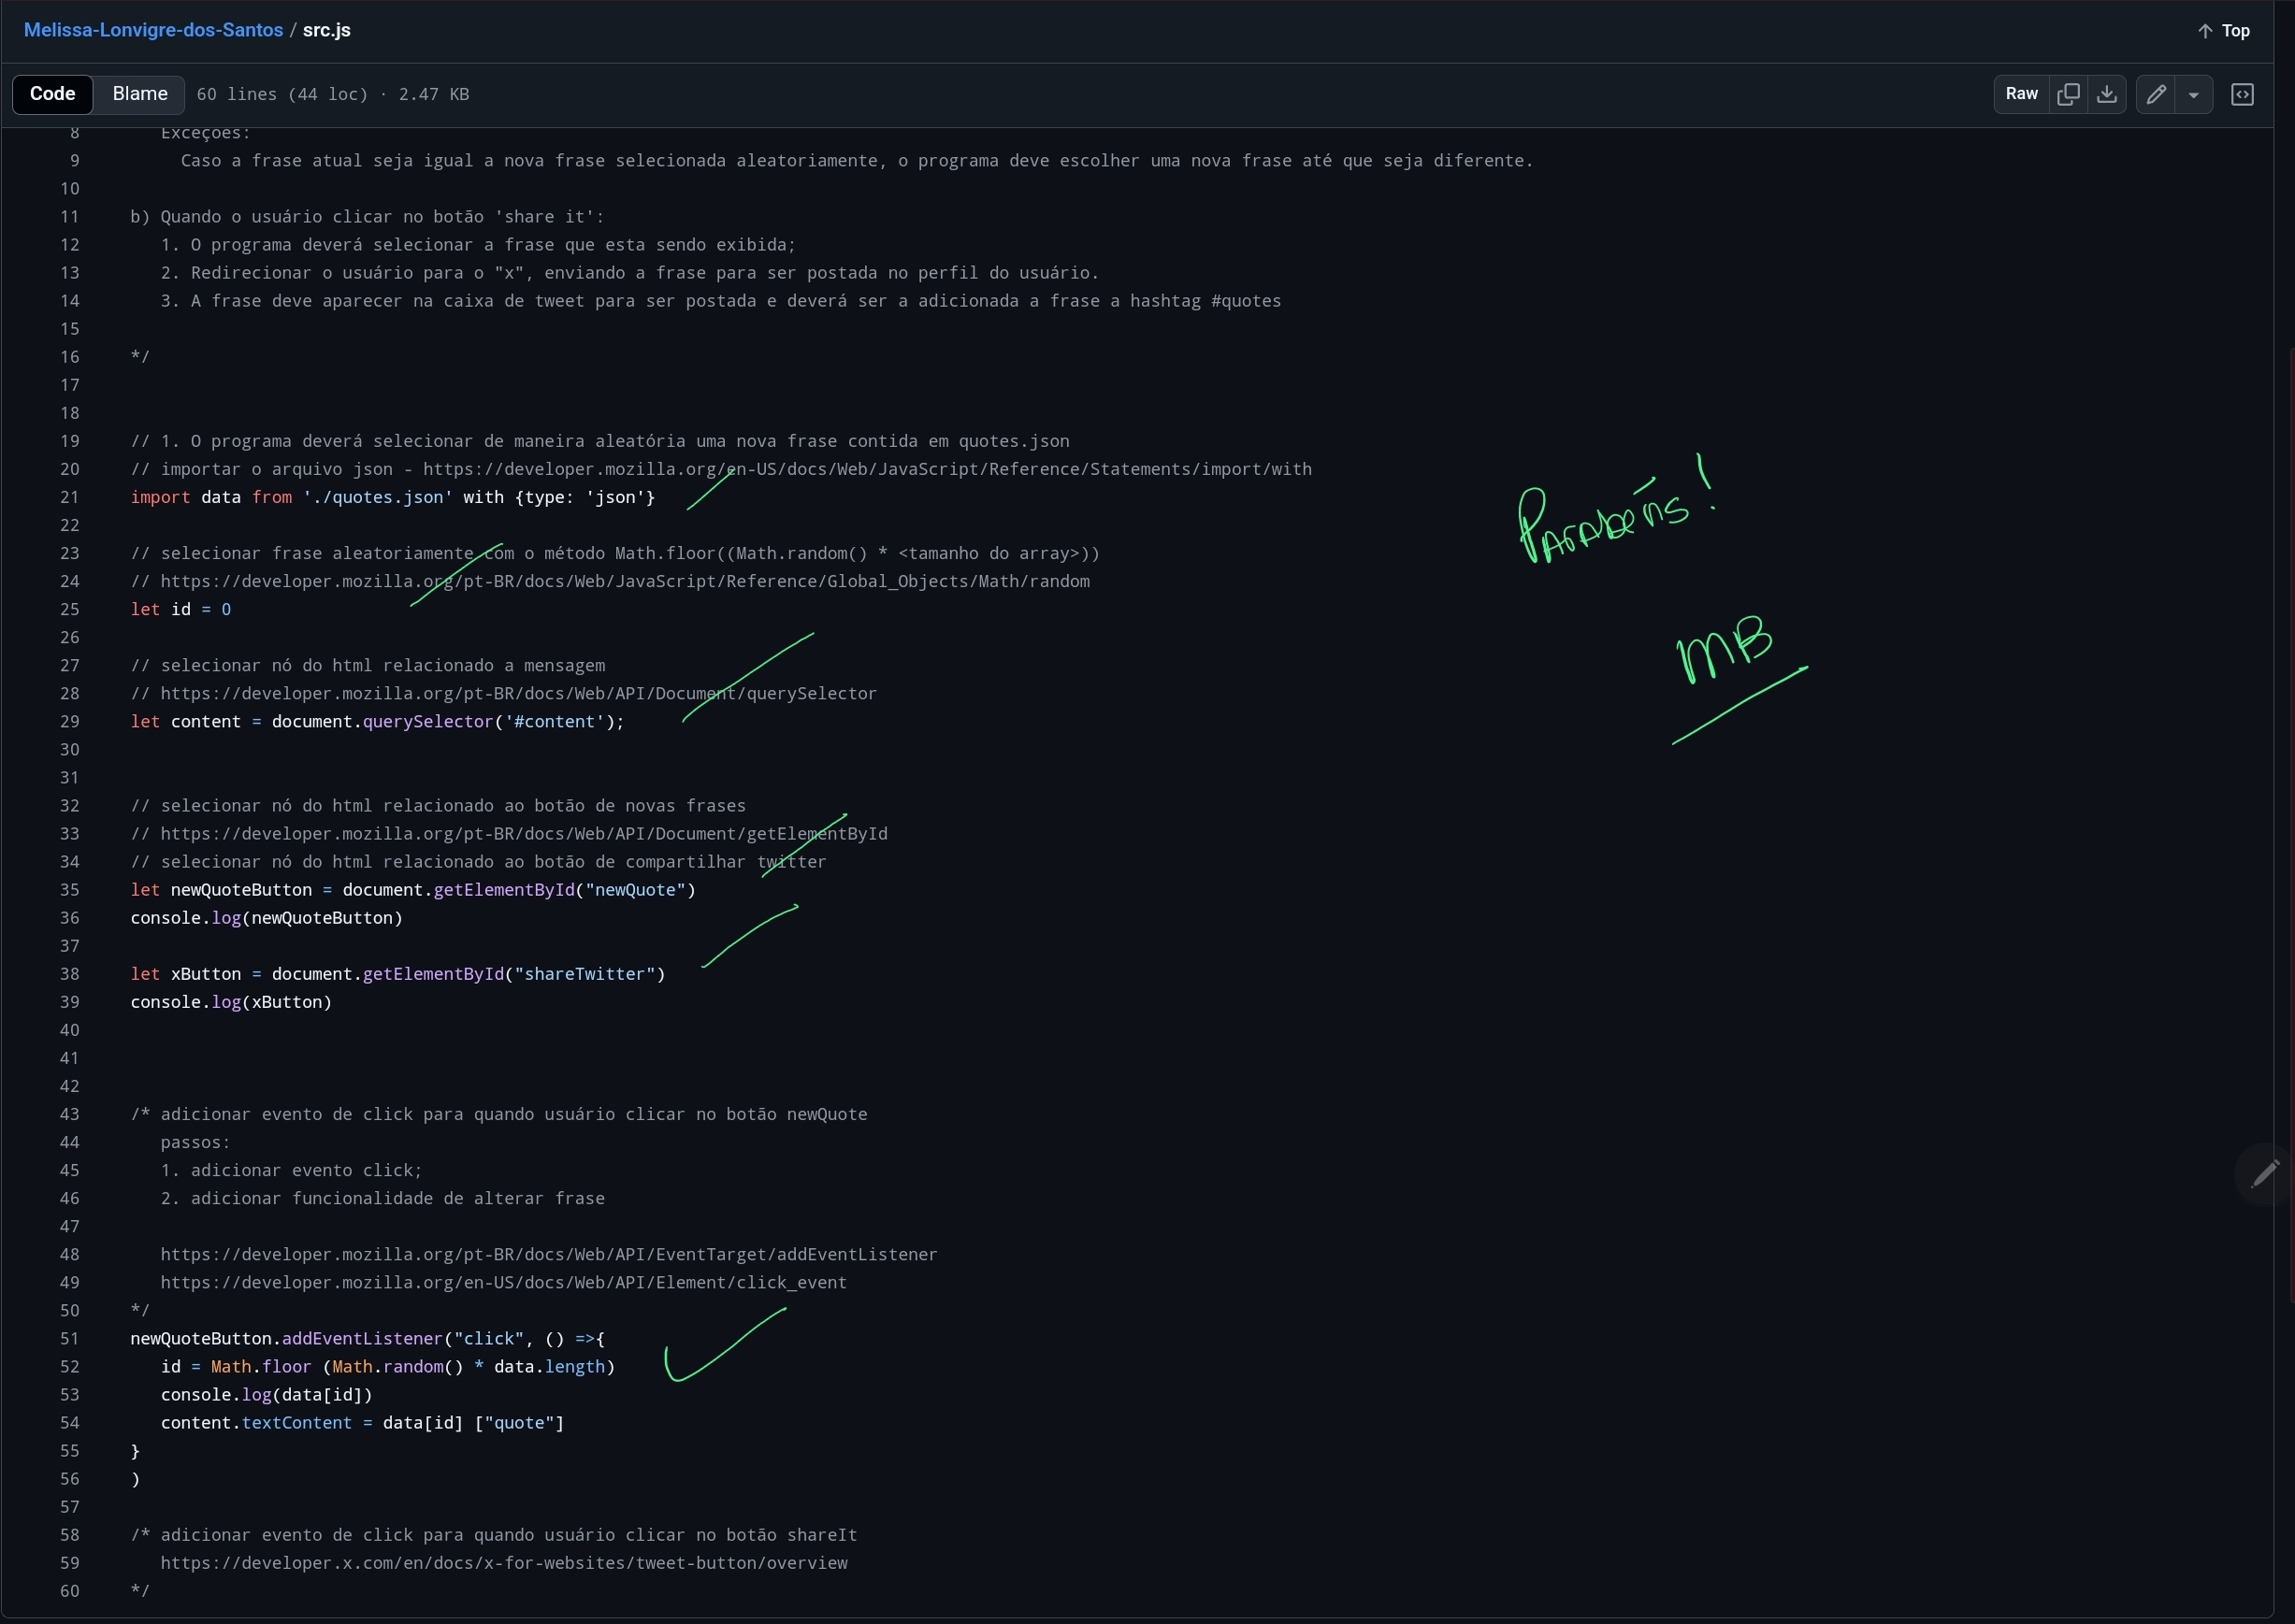 Melissa-Lonvigre-dos-Santos / src.js
Top
Code Blame 60 lines (44 loc) · 2.47 KB
Raw
8 Exceções:
9 Caso a frase atual seja igual a nova frase selecionada aleatoriamente, o programa deve escolher uma nova frase até que seja diferente.
10
11 b) Quando o usuário clicar no botão 'share it':
12 1. O programa deverá selecionar a frase que esta sendo exibida;
13 2. Redirecionar o usuário para o "x", enviando a frase para ser postada no perfil do usuário.
14 3. A frase deve aparecer na caixa de tweet para ser postada e deverá ser a adicionada a frase a hashtag #quotes
15
16 */
17
18
19 // 1. O programa deverá selecionar de maneira aleatória uma nova frase contida em quotes.json
20 // importar o arquivo json - https://developer.mozilla.org/en-US/docs/Web/JavaScript/Reference/Statements/import/with
21 import data from './quotes.json' with {type: 'json'}
22
23 // selecionar frase aleatoriamente com o método Math.floor((Math.random() * <tamanho do array>))
24 // https://developer.mozilla.org/pt-BR/docs/Web/JavaScript/Reference/Global_Objects/Math/random
25 let id = 0
26
27 // selecionar nó do html relacionado a mensagem
28 // https://developer.mozilla.org/pt-BR/docs/Web/API/Document/querySelector
29 let content = document.querySelector('#content');
30
31
32 // selecionar nó do html relacionado ao botão de novas frases
33 // https://developer.mozilla.org/pt-BR/docs/Web/API/Document/getElementById
34 // selecionar nó do html relacionado ao botão de compartilhar twitter
35 let newQuoteButton = document.getElementById("newQuote")
36 console.log(newQuoteButton)
37
38 let xButton = document.getElementById("shareTwitter")
39 console.log(xButton)
40
41
42
43 /* adicionar evento de click para quando usuário clicar no botão newQuote
44 passos:
45 1. adicionar evento click;
46 2. adicionar funcionalidade de alterar frase
47
48 https://developer.mozilla.org/pt-BR/docs/Web/API/EventTarget/addEventListener
49 https://developer.mozilla.org/en-US/docs/Web/API/Element/click_event
50 */
51 newQuoteButton.addEventListener("click", () =>{
52 id = Math.floor (Math.random() * data.length)
53 console.log(data[id])
54 content.textContent = data[id] ["quote"]
55 }
56 )
57
58 /* adicionar evento de click para quando usuário clicar no botão shareIt
59 https://developer.x.com/en/docs/x-for-websites/tweet-button/overview
60 */
Parabéns!
MB